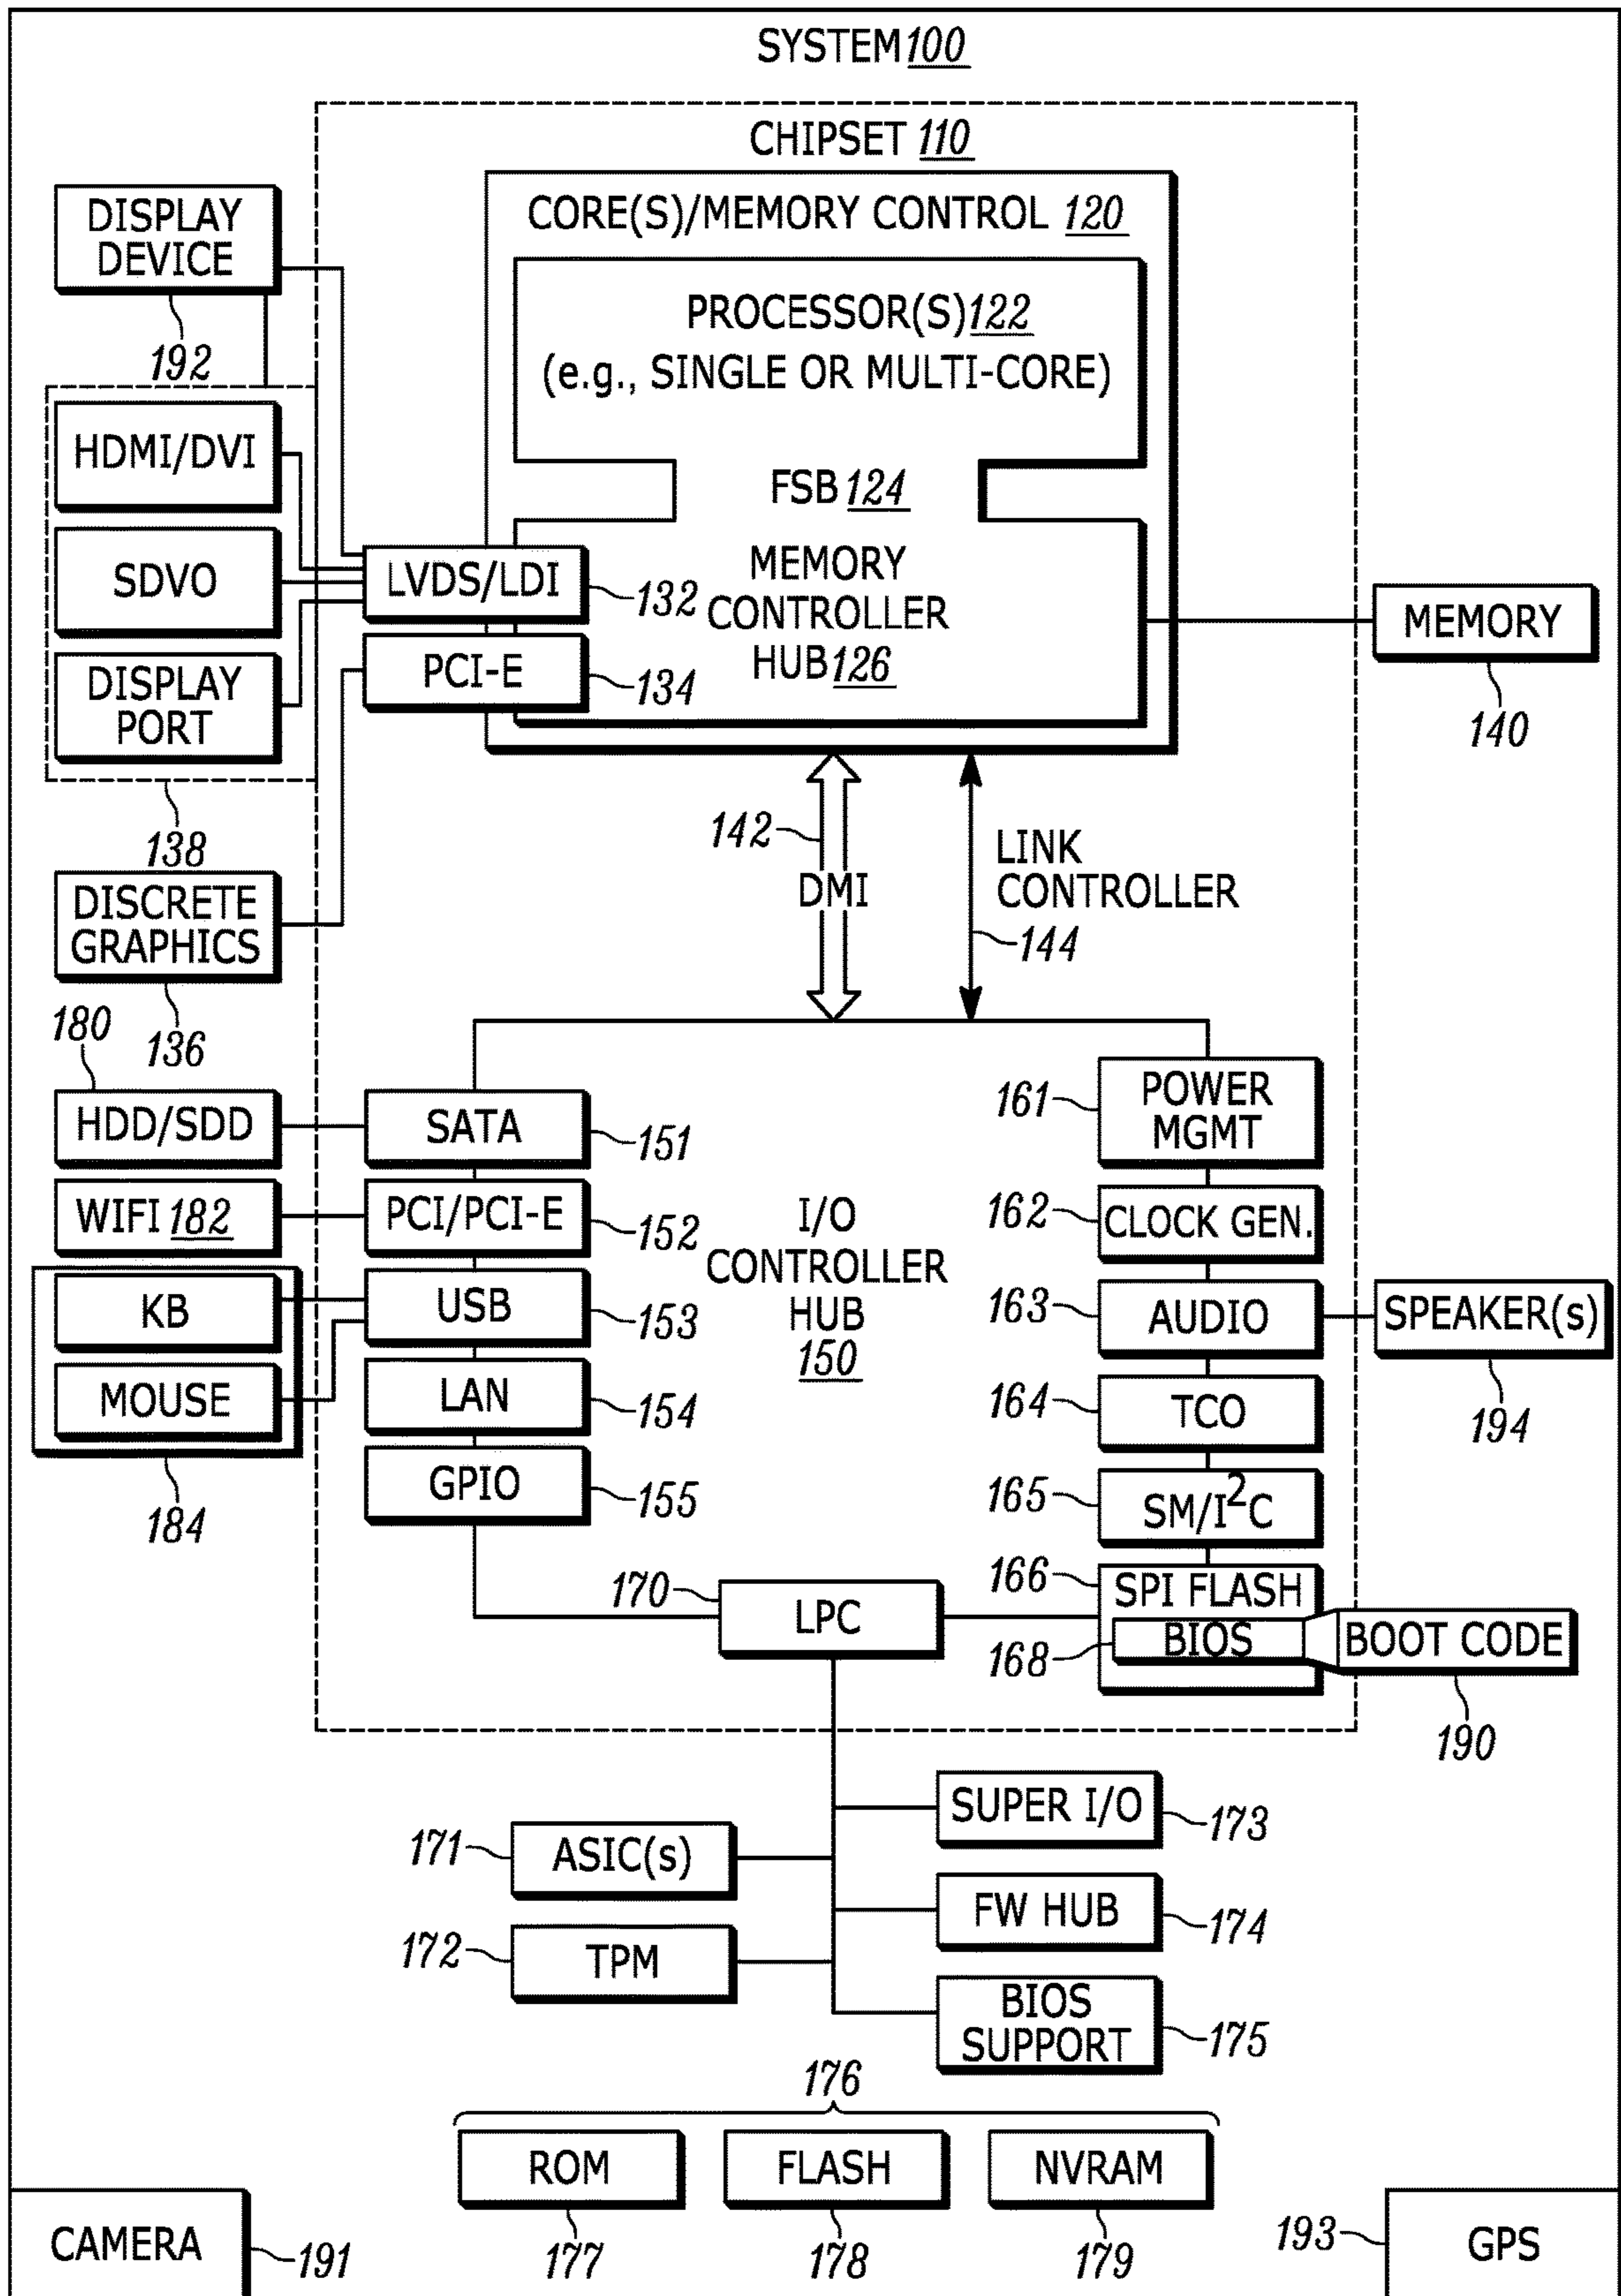 SYSTEM 100
CHIPSET 110
CORE(S)/MEMORY CONTROL 120
PROCESSOR(S) 122
(e.g., SINGLE OR MULTI-CORE)
FSB 124
MEMORY
CONTROLLER
HUB 126
DISPLAY
DEVICE
192
HDMI/DVI
SDVO
DISPLAY
PORT
138
LVDS/LDI
132
PCI-E
134
MEMORY
140
DISCRETE
GRAPHICS
136
142
DMI
LINK
CONTROLLER
144
180
HDD/SDD
WIFI 182
KB
MOUSE
184
SATA
151
PCI/PCI-E
152
USB
153
LAN
154
GPIO
155
I/O
CONTROLLER
HUB
150
161
POWER
MGMT
162
CLOCK GEN.
163
AUDIO
164
TCO
165
SM/I²C
166
SPI FLASH
168
BIOS
SPEAKER(s)
194
BOOT CODE
190
170
LPC
171
ASIC(s)
172
TPM
SUPER I/O
173
FW HUB
174
BIOS
SUPPORT
175
176
ROM
177
FLASH
178
NVRAM
179
CAMERA
191
193
GPS